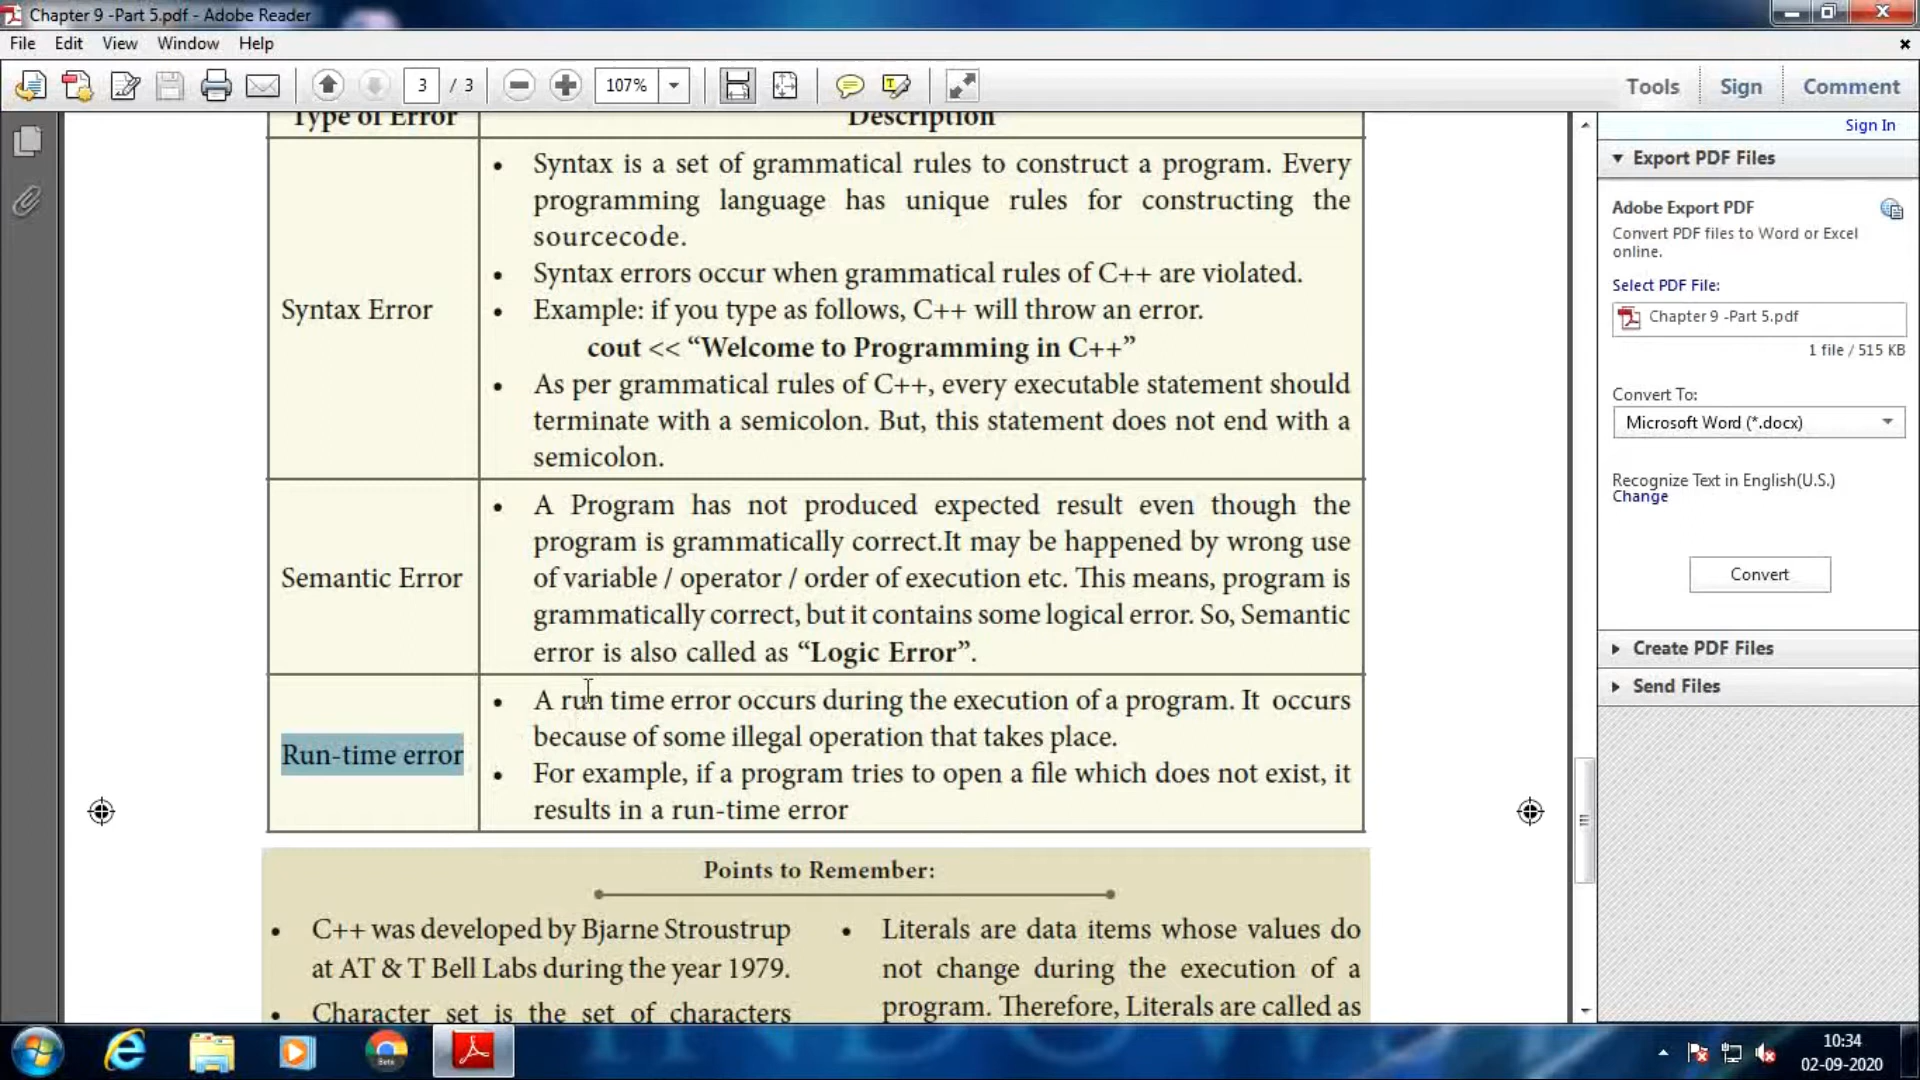 Chapter 9 -Part 5.pdf - Adobe Reader
File Edit View Window Help
3 / 3 107% Tools Sign Comment
Type of Error Description
Syntax Error
• Syntax is a set of grammatical rules to construct a program. Every
programming language has unique rules for constructing the
sourcecode.
• Syntax errors occur when grammatical rules of C++ are violated.
• Example: if you type as follows, C++ will throw an error.
cout << “Welcome to Programming in C++”
• As per grammatical rules of C++, every executable statement should
terminate with a semicolon. But, this statement does not end with a
semicolon.
Semantic Error
• A Program has not produced expected result even though the
program is grammatically correct.It may be happened by wrong use
of variable / operator / order of execution etc. This means, program is
grammatically correct, but it contains some logical error. So, Semantic
error is also called as “Logic Error”.
Run-time error
• A run time error occurs during the execution of a program. It occurs
because of some illegal operation that takes place.
• For example, if a program tries to open a file which does not exist, it
results in a run-time error
Points to Remember:
• C++ was developed by Bjarne Stroustrup
at AT & T Bell Labs during the year 1979.
• Character set is the set of characters
• Literals are data items whose values do
not change during the execution of a
program. Therefore, Literals are called as
Sign In
Export PDF Files
Adobe Export PDF
Convert PDF files to Word or Excel
online.
Select PDF File:
Chapter 9 -Part 5.pdf
1 file / 515 KB
Convert To:
Microsoft Word (*.docx)
Recognize Text in English(U.S.)
Change
Convert
Create PDF Files
Send Files
Beta
10:34
02-09-2020